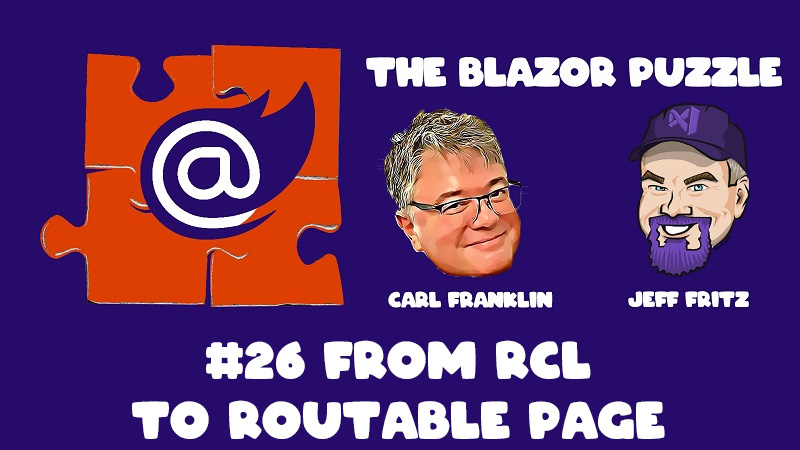 THE BLAZOR PUZZLE
@
CARL FRANKLIN
JEFF FRITZ
#26 FROM RCL
TO ROUTABLE PAGE